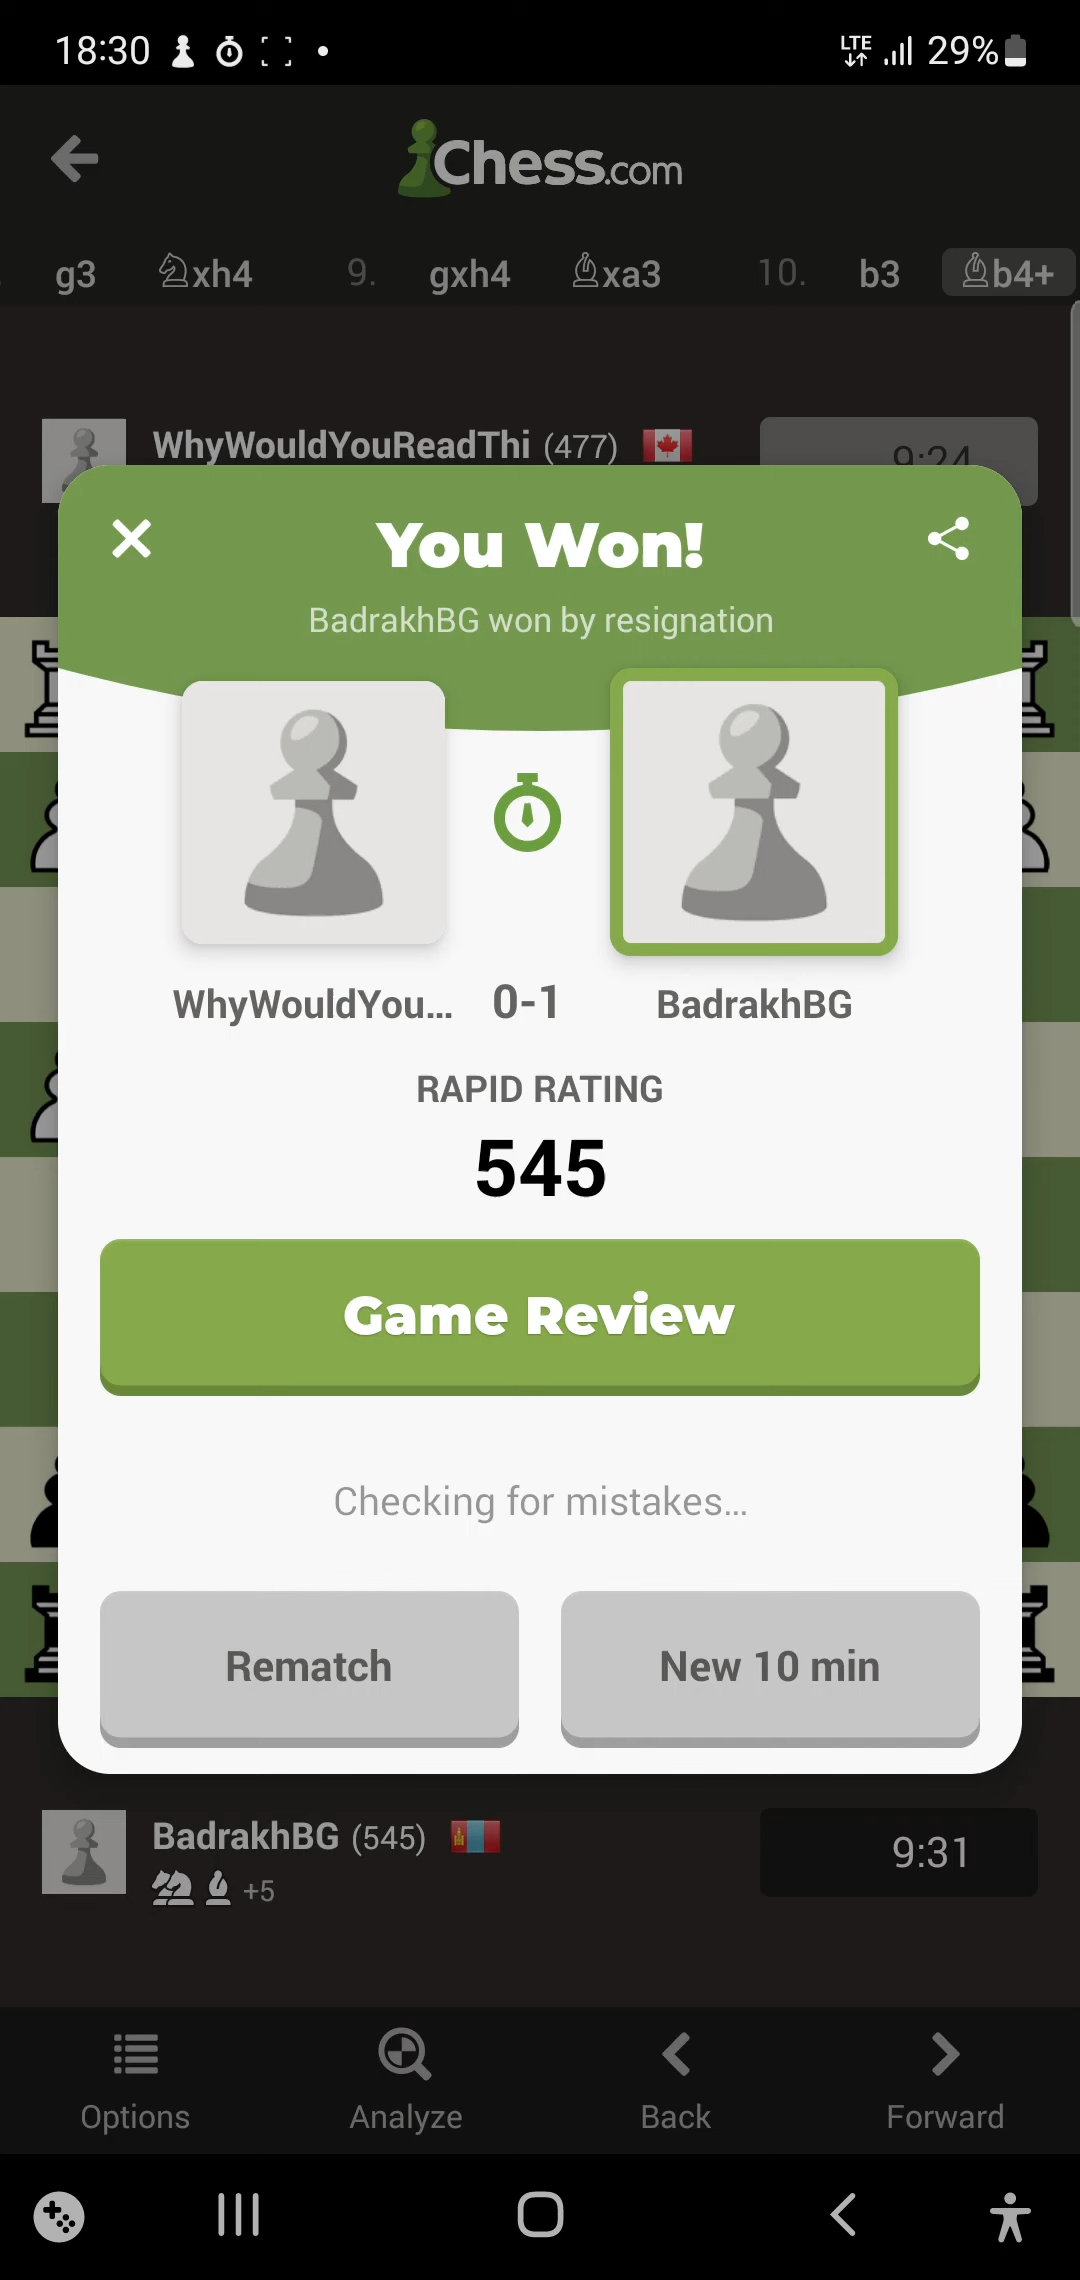 18:30 LTE 29%
Chess.com
g3 xh4 9. gxh4 xa3 10. b3 b4+
WhyWouldYouReadThi (477) 9:24
You Won!
BadrakhBG won by resignation
WhyWouldYou... 0-1 BadrakhBG
RAPID RATING
545
Game Review
Checking for mistakes...
Rematch New 10 min
BadrakhBG (545) 9:31
+5
Options Analyze Back Forward